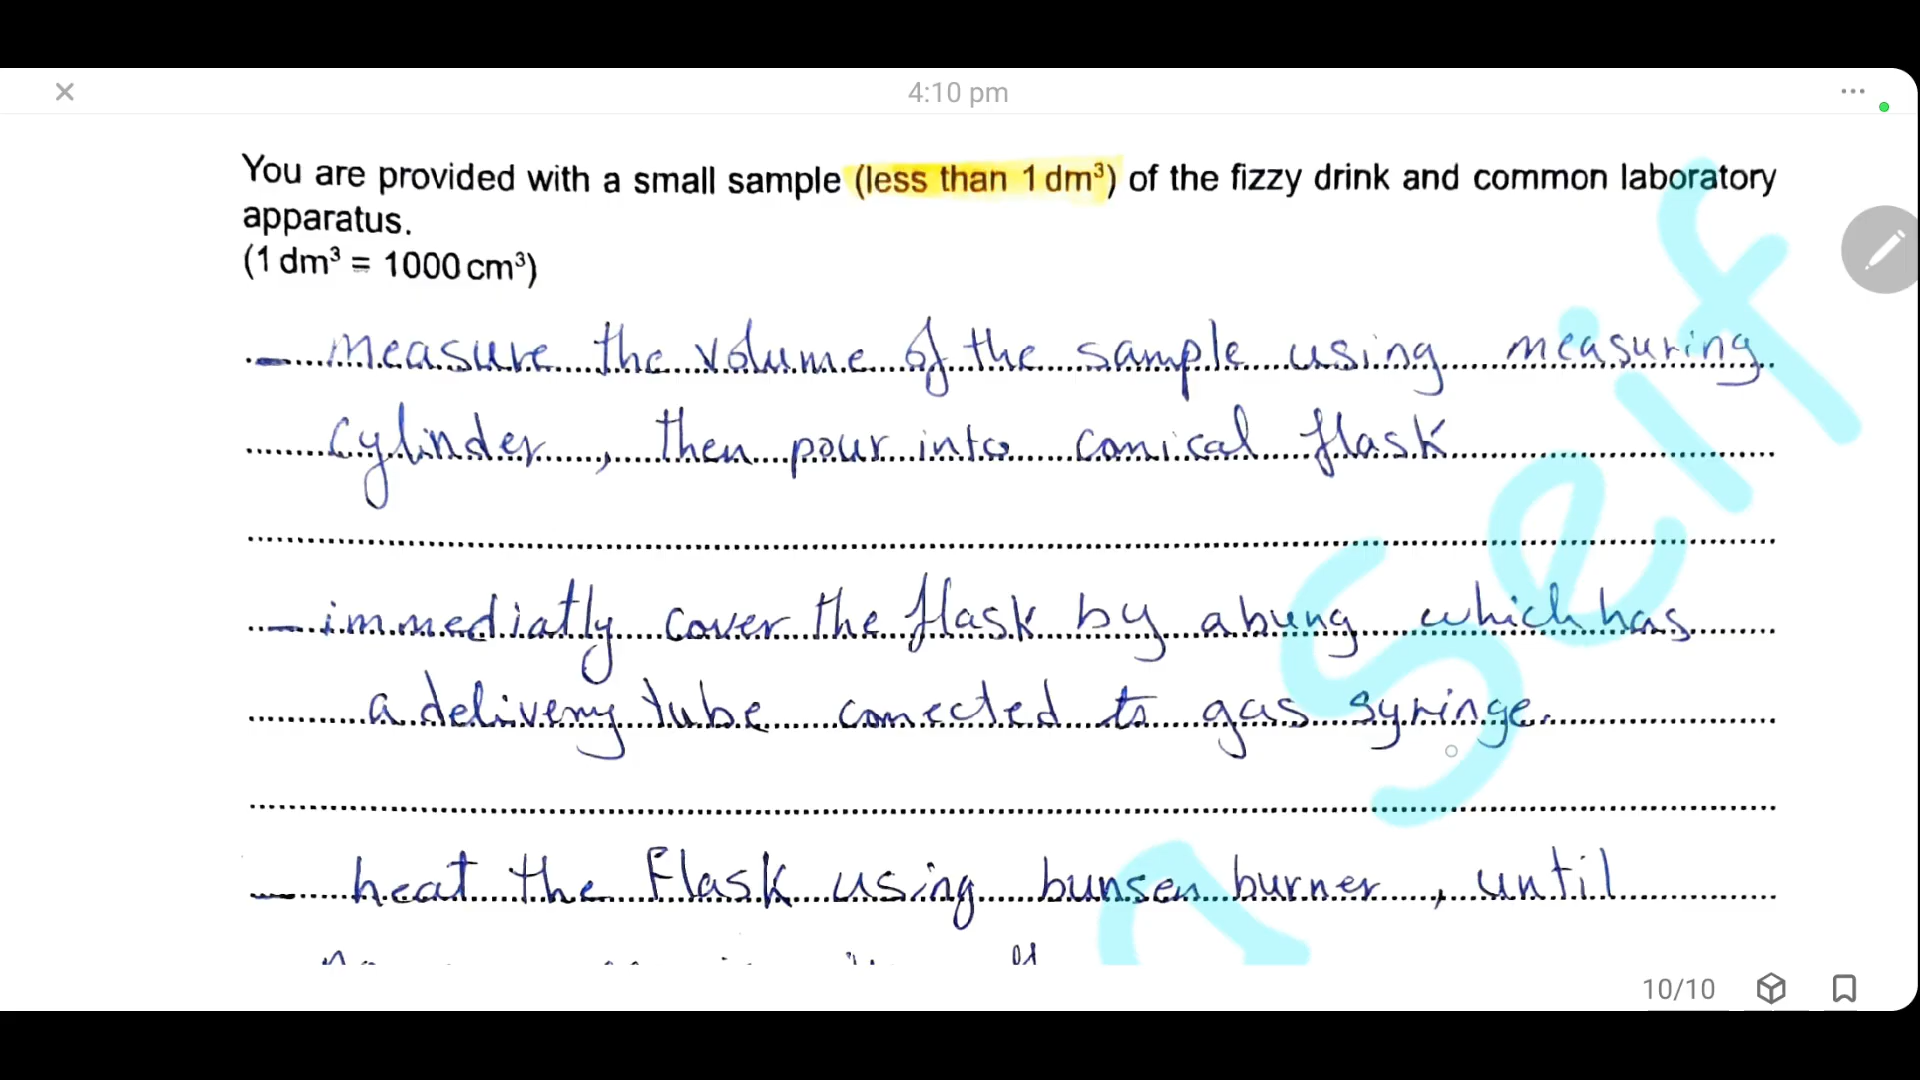 4:10 pm
You are provided with a small sample (less than 1 dm³) of the fizzy drink and common laboratory
apparatus.
(1 dm³ = 1000 cm³)
– measure the volume of the sample using measuring
cylinder, then pour into conical flask
– immediatly cover the flask by a bung which has
a delivery tube connected to gas syringe.
– heat the flask using bunsen burner, until
Seif
10/10